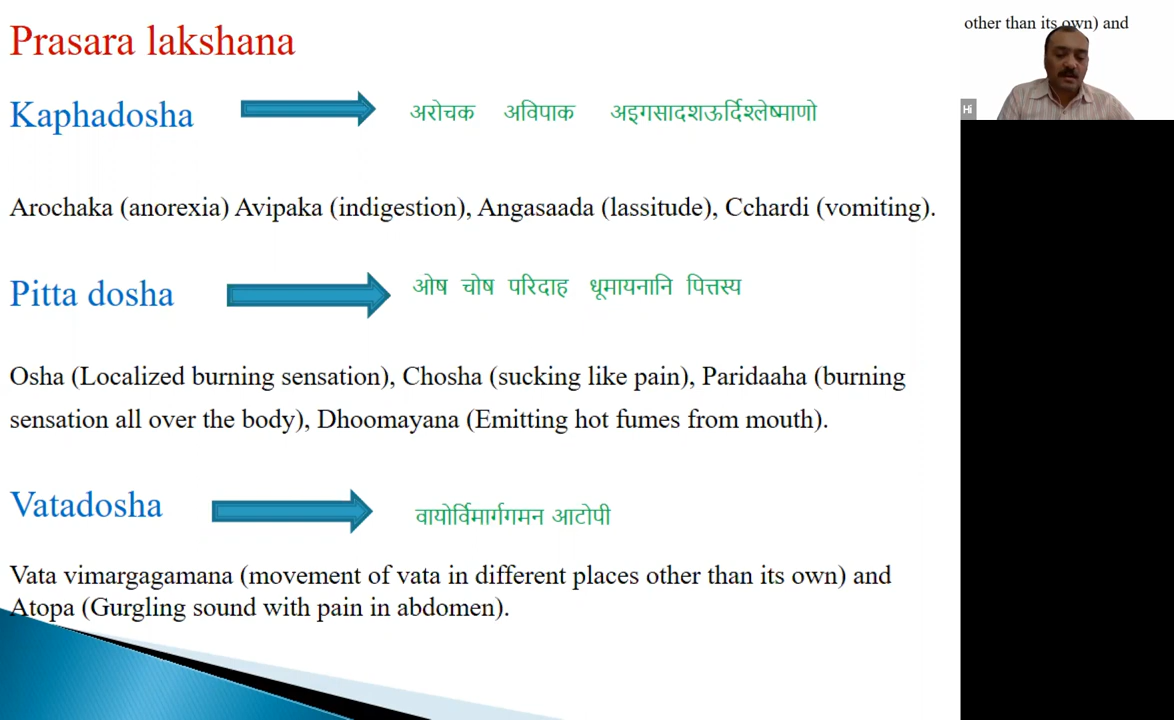 Prasara lakshana
Kaphadosha
अरोचक अविपाक अइगसादशऊर्दिश्लेष्माणो
Arochaka (anorexia) Avipaka (indigestion), Angasaada (lassitude), Cchardi (vomiting).
Pitta dosha
ओष चोष परिदाह धूमायनानि पित्तस्य
Osha (Localized burning sensation), Chosha (sucking like pain), Paridaaha (burning
sensation all over the body), Dhoomayana (Emitting hot fumes from mouth).
Vatadosha
वायोर्विमार्गगमन आटोपी
Vata vimargagamana (movement of vata in different places other than its own) and
Atopa (Gurgling sound with pain in abdomen).
other than its own) and
Hi